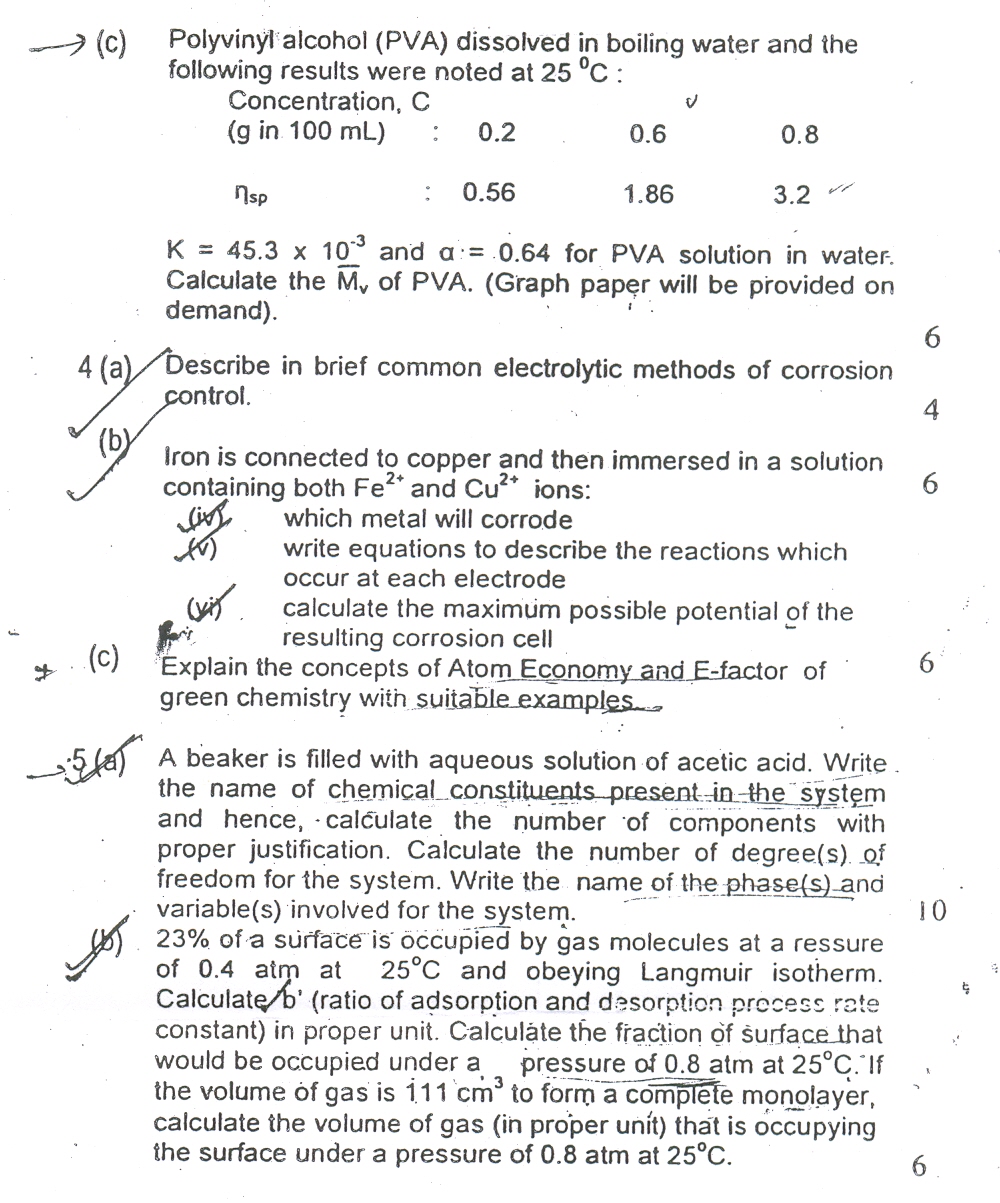 (c) Polyvinyl alcohol (PVA) dissolved in boiling water and the
following results were noted at 25 ⁰C :
Concentration, C
(g in 100 mL) : 0.2 0.6 0.8
ηsp : 0.56 1.86 3.2
K = 45.3 x 10⁻³ and α = 0.64 for PVA solution in water.
Calculate the M̅ᵥ of PVA. (Graph paper will be provided on
demand).
6
4 (a) Describe in brief common electrolytic methods of corrosion
control.
4
(b)
Iron is connected to copper and then immersed in a solution
containing both Fe²⁺ and Cu²⁺ ions: 6
(iv) which metal will corrode
(v) write equations to describe the reactions which
occur at each electrode
(vi) calculate the maximum possible potential of the
resulting corrosion cell
(c) Explain the concepts of Atom Economy and E-factor of 6
green chemistry with suitable examples.
5 (a) A beaker is filled with aqueous solution of acetic acid. Write
the name of chemical constituents present in the system
and hence, calculate the number of components with
proper justification. Calculate the number of degree(s) of
freedom for the system. Write the name of the phase(s) and
variable(s) involved for the system. 10
(b) 23% of a surface is occupied by gas molecules at a ressure
of 0.4 atm at 25°C and obeying Langmuir isotherm.
Calculate 'b' (ratio of adsorption and desorption process rate
constant) in proper unit. Calculate the fraction of surface that
would be occupied under a pressure of 0.8 atm at 25°C. If
the volume of gas is 111 cm³ to form a complete monolayer,
calculate the volume of gas (in proper unit) that is occupying
the surface under a pressure of 0.8 atm at 25°C.
6